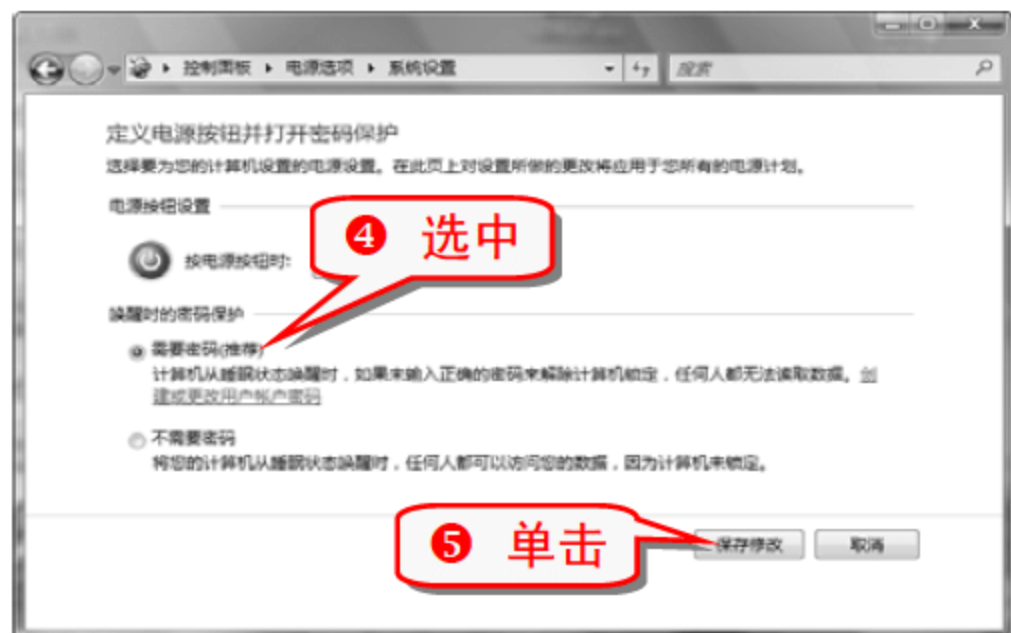 控制面板 ▸ 电源选项 ▸ 系统设置
搜索
定义电源按钮并打开密码保护
选择要为您的计算机设置的电源设置。在此页上对设置所做的更改将应用于您所有的电源计划。
电源按钮设置
❹ 选中
按电源按钮时:
唤醒时的密码保护
需要密码(推荐)
计算机从睡眠状态唤醒时，如果未输入正确的密码来解除计算机锁定，任何人都无法读取数据。创
建或更改用户帐户密码
不需要密码
将您的计算机从睡眠状态唤醒时，任何人都可以访问您的数据，因为计算机未锁定。
❺ 单击
保存修改
取消